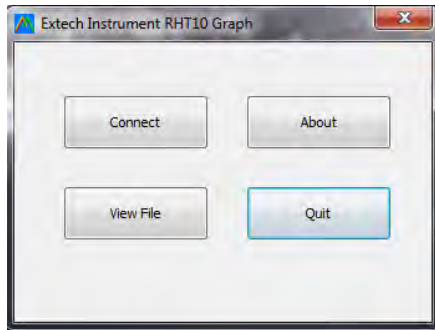 Extech Instrument RHT10 Graph
Connect
About
View File
Quit